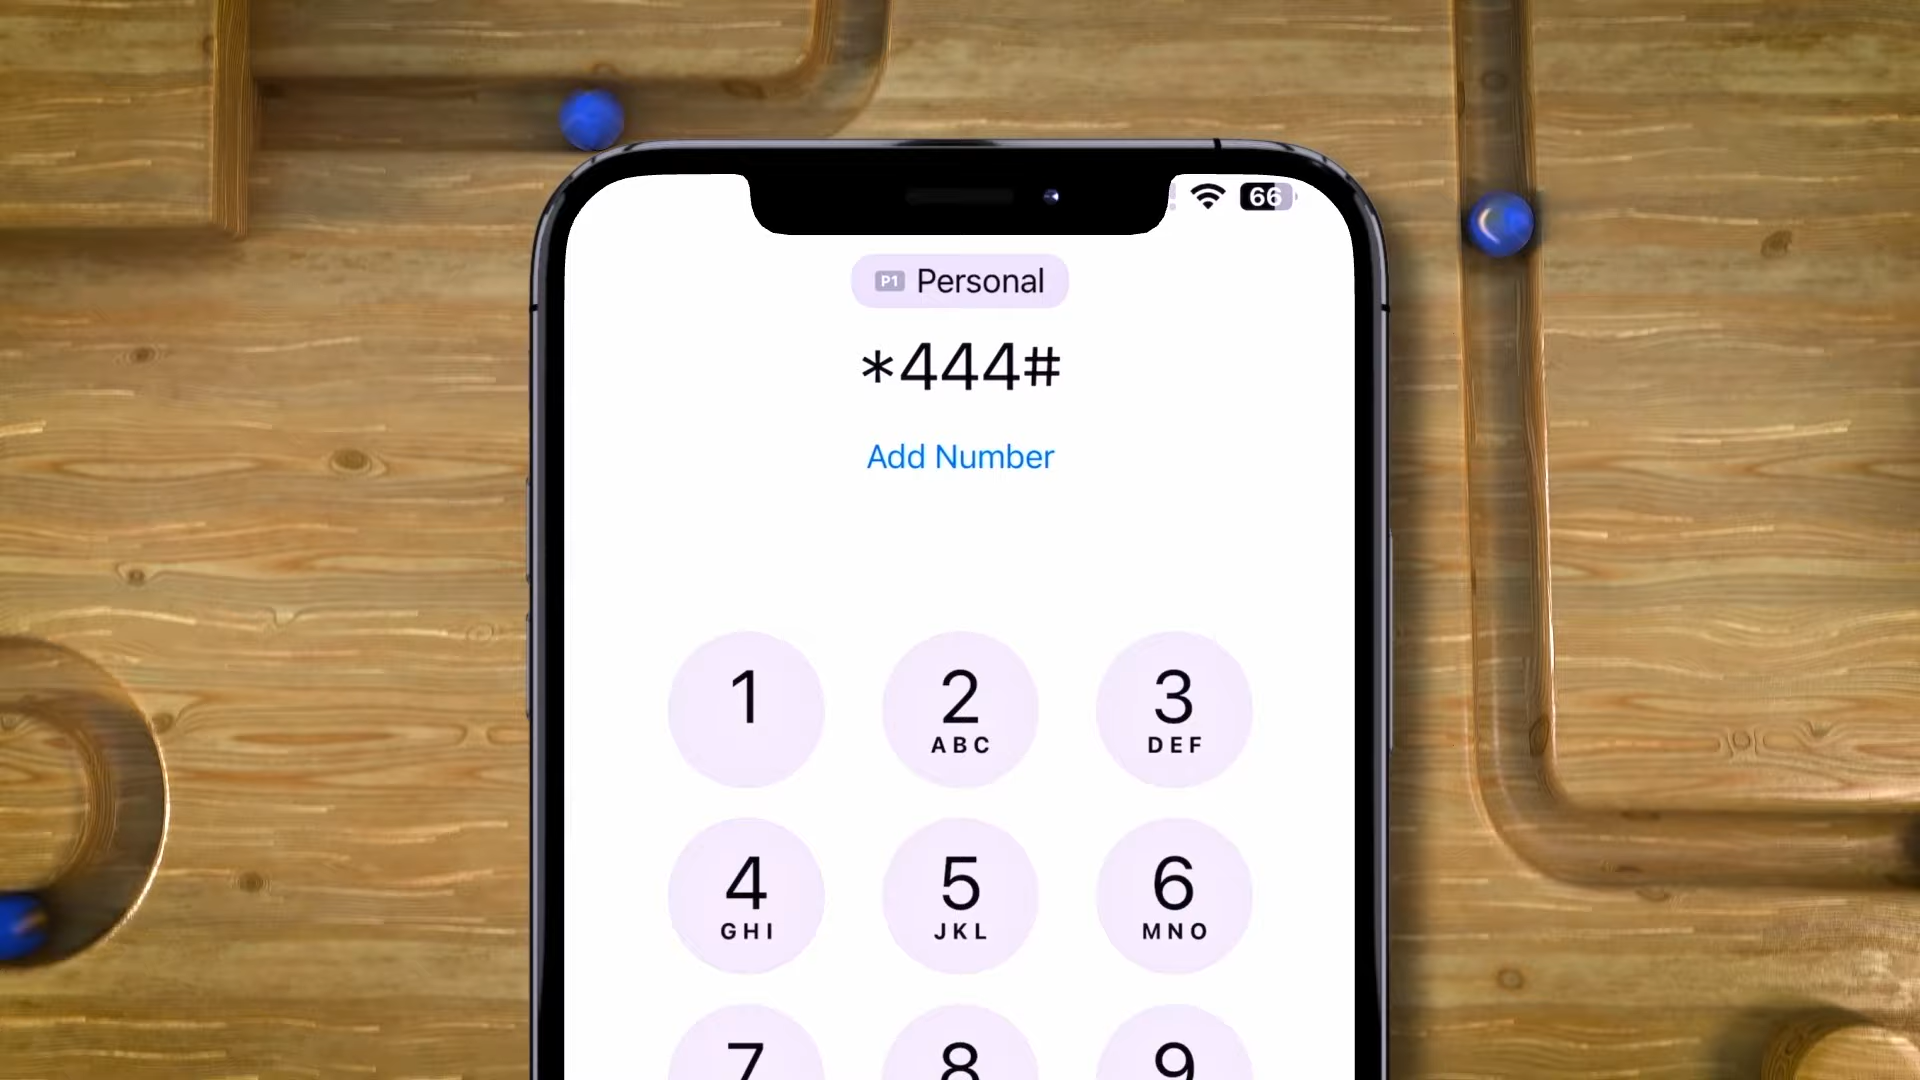 66
P1 Personal
*444#
Add Number
1
2
3
ABC
DEF
4
5
6
GHI
JKL
MNO
7
8
9